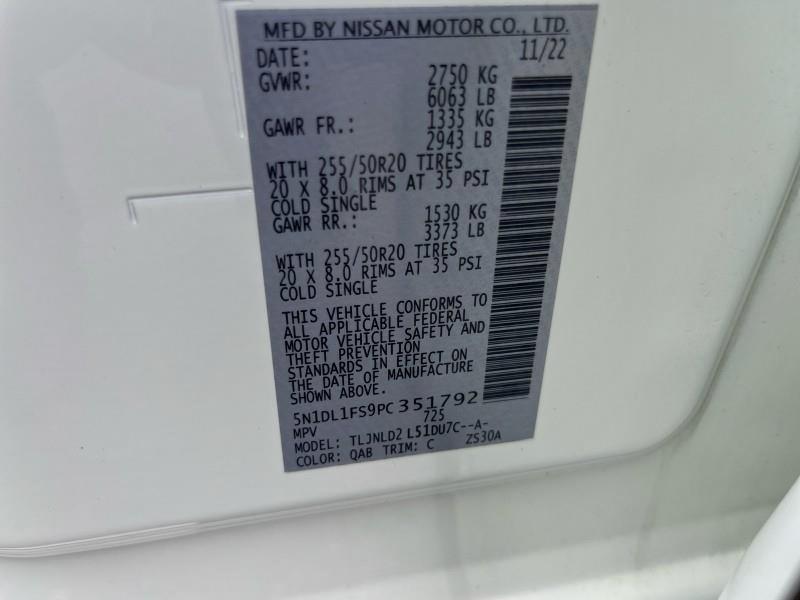 MFD BY NISSAN MOTOR CO., LTD.
DATE: 11/22
GVWR: 2750 KG
6063 LB
GAWR FR.: 1335 KG
2943 LB
WITH 255/50R20 TIRES
20 X 8.0 RIMS AT 35 PSI
COLD SINGLE
GAWR RR.: 1530 KG
3373 LB
WITH 255/50R20 TIRES
20 X 8.0 RIMS AT 35 PSI
COLD SINGLE
THIS VEHICLE CONFORMS TO
ALL APPLICABLE FEDERAL
MOTOR VEHICLE SAFETY AND
THEFT PREVENTION
STANDARDS IN EFFECT ON
THE DATE OF MANUFACTURE
SHOWN ABOVE.
5N1DL1FS9PC351792
MPV 725
MODEL: TLJNLD2 L51DU7C--A-
COLOR: QAB TRIM: C ZS30A